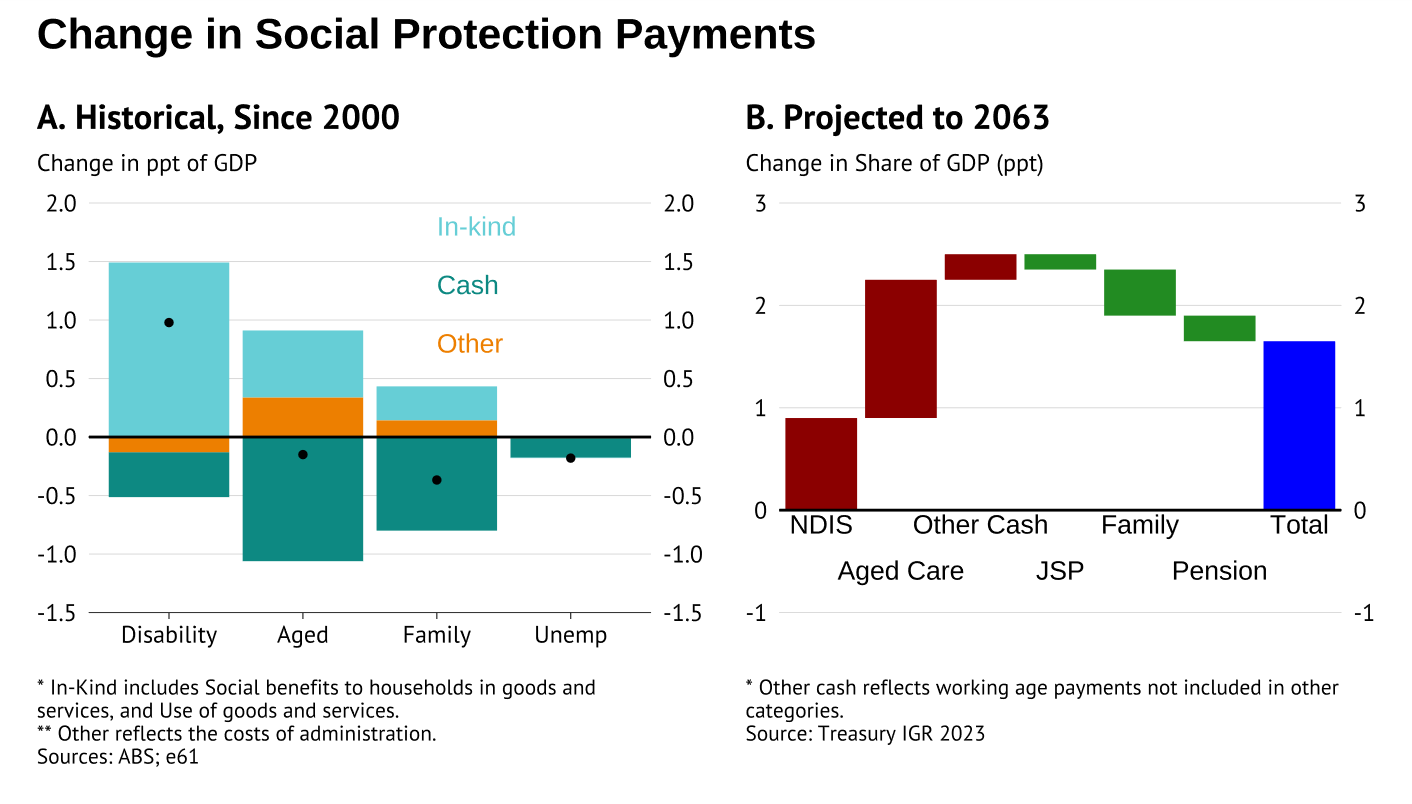 Change in Social Protection Payments
A. Historical, Since 2000
Change in ppt of GDP
2.0 2.0
In-kind
1.5 1.5
Cash
1.0 1.0
Other
0.5 0.5
0.0 0.0
-0.5 -0.5
-1.0 -1.0
-1.5 -1.5
Disability Aged Family Unemp
* In-Kind includes Social benefits to households in goods and
services, and Use of goods and services.
** Other reflects the costs of administration.
Sources: ABS; e61
B. Projected to 2063
Change in Share of GDP (ppt)
3 3
2 2
1 1
0 0
NDIS Other Cash Family Total
Aged Care JSP Pension
-1 -1
* Other cash reflects working age payments not included in other
categories.
Source: Treasury IGR 2023